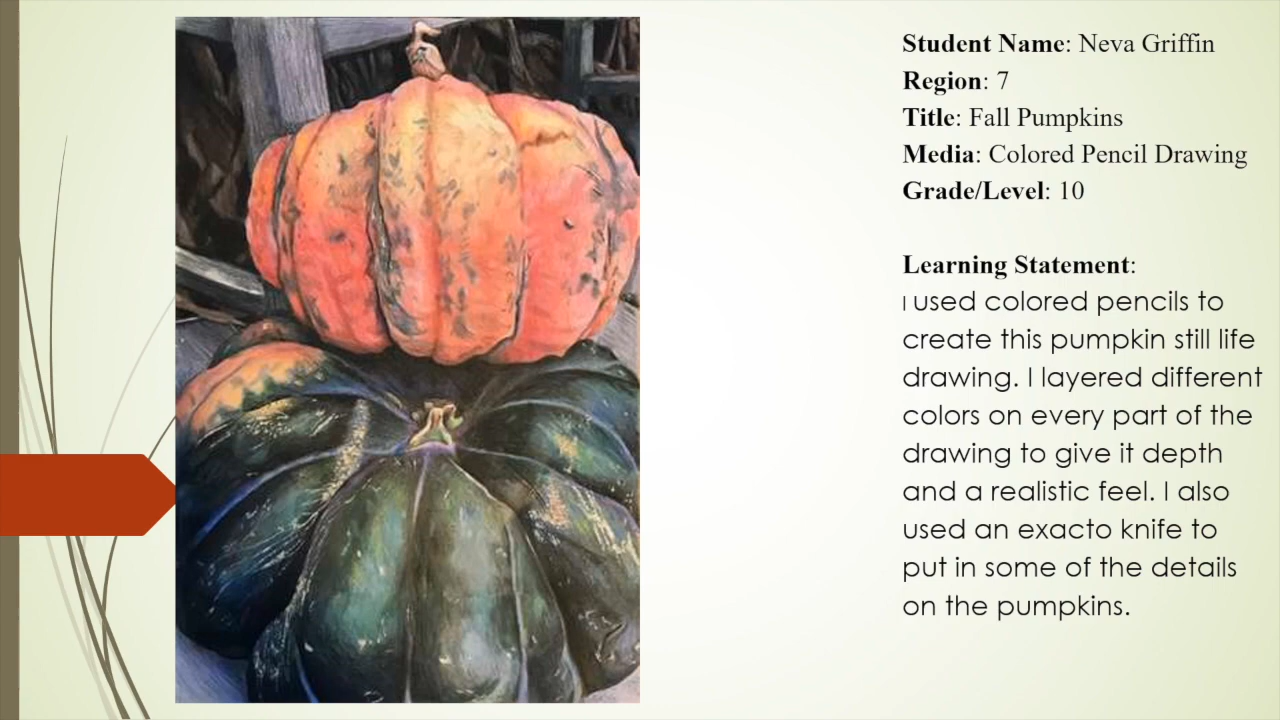 Student Name: Neva Griffin
Region: 7
Title: Fall Pumpkins
Media: Colored Pencil Drawing
Grade/Level: 10
Learning Statement:
I used colored pencils to
create this pumpkin still life
drawing. I layered different
colors on every part of the
drawing to give it depth
and a realistic feel. I also
used an exacto knife to
put in some of the details
on the pumpkins.